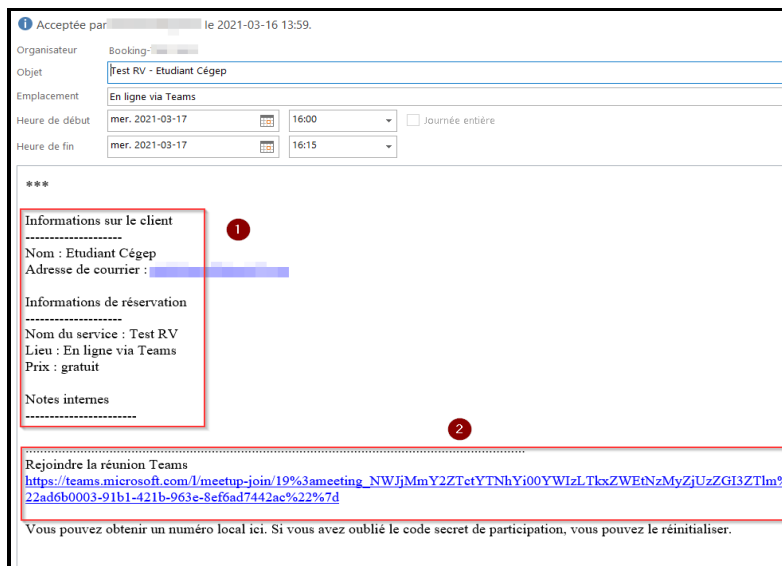 Acceptée par le 2021-03-16 13:59.
Organisateur Booking-
Objet Test RV - Etudiant Cégep
Emplacement En ligne via Teams
Heure de début mer. 2021-03-17 16:00 Journée entière
Heure de fin mer. 2021-03-17 16:15
***
Informations sur le client
--------------------
1
Nom : Etudiant Cégep
Adresse de courrier :
Informations de réservation
--------------------
Nom du service : Test RV
Lieu : En ligne via Teams
Prix : gratuit
Notes internes
-----------------------
2
Rejoindre la réunion Teams
https://teams.microsoft.com/l/meetup-join/19%3ameeting_NWJjMmY2ZTctYTNhYi00YWIzLTkxZWEtNzMyZjUzZGI3ZTlm%
22ad6b0003-91b1-421b-963e-8ef6ad7442ac%22%7d
Vous pouvez obtenir un numéro local ici. Si vous avez oublié le code secret de participation, vous pouvez le réinitialiser.